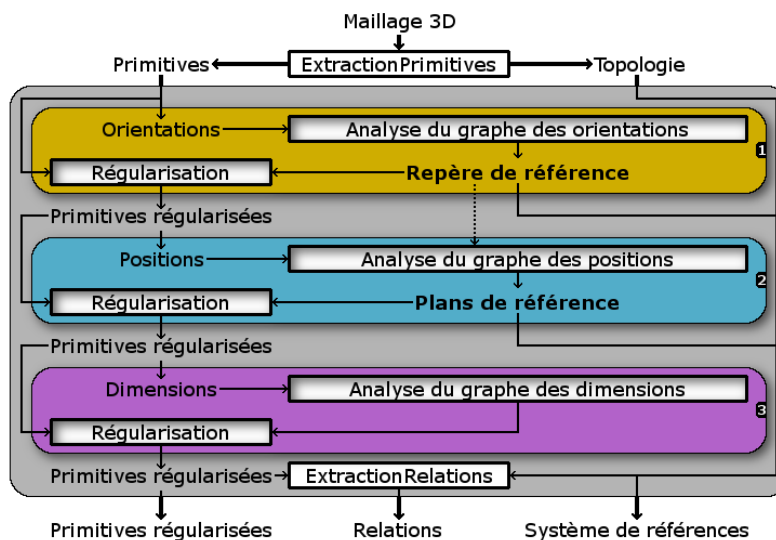 Maillage 3D
Primitives
ExtractionPrimitives
Topologie
Orientations
Analyse du graphe des orientations
1
Régularisation
Repère de référence
Primitives régularisées
Positions
Analyse du graphe des positions
2
Régularisation
Plans de référence
Primitives régularisées
Dimensions
Analyse du graphe des dimensions
3
Régularisation
Primitives régularisées
ExtractionRelations
Primitives régularisées
Relations
Système de références